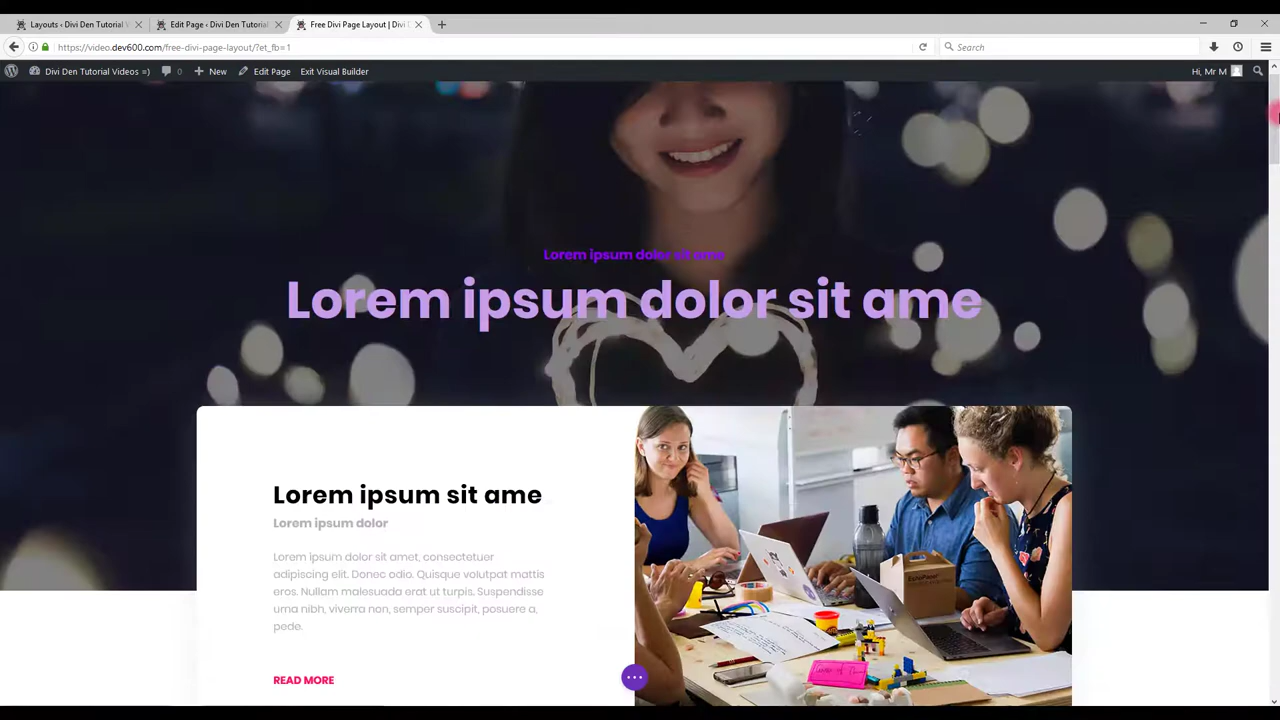 Layouts ‹ Divi Den Tutorial
Edit Page ‹ Divi Den Tutorial
Free Divi Page Layout | Divi
https://video.dev600.com/free-divi-page-layout/?et_fb=1
Search
Divi Den Tutorial Videos =)
0
New
Edit Page
Exit Visual Builder
Hi, Mr M
Lorem ipsum dolor sit ame
Lorem ipsum dolor sit ame
Lorem ipsum sit ame
Lorem ipsum dolor
Lorem ipsum dolor sit amet, consectetuer
adipiscing elit. Donec odio. Quisque volutpat mattis
eros. Nullam malesuada erat ut turpis. Suspendisse
urna nibh, viverra non, semper suscipit, posuere a,
pede.
READ MORE